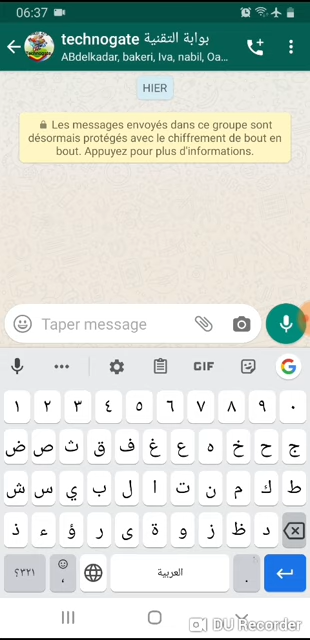 06:37
technogate بوابة التقنية
ABdelkadar, bakeri, Iva, nabil, Oa...
HIER
Les messages envoyés dans ce groupe sont
désormais protégés avec le chiffrement de bout en
bout. Appuyez pour plus d'informations.
Taper message
GIF
١ ٢ ٣ ٤ ٥ ٦ ٧ ٨ ٩ ٠
ض ص ث ق ف غ ع ه خ ح ج
ش س ي ب ل ا ت ن م ك ط
ذ ء ؤ ر ى ة و ز ظ د
؟٣٢١ ، العربية .
DU Recorder